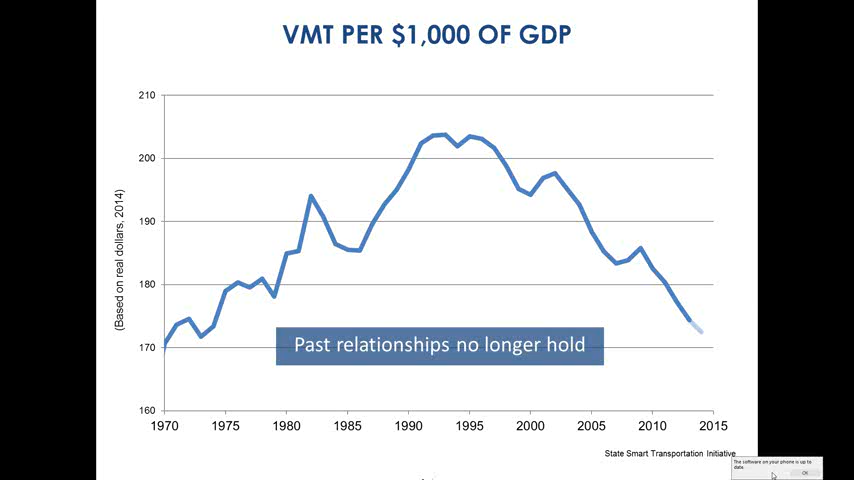 VMT PER $1,000 OF GDP
(Based on real dollars, 2014)
210
200
190
180
170
160
Past relationships no longer hold
1970 1975 1980 1985 1990 1995 2000 2005 2010 2015
State Smart Transportation Initiative
The software on your phone is up to
date.
OK